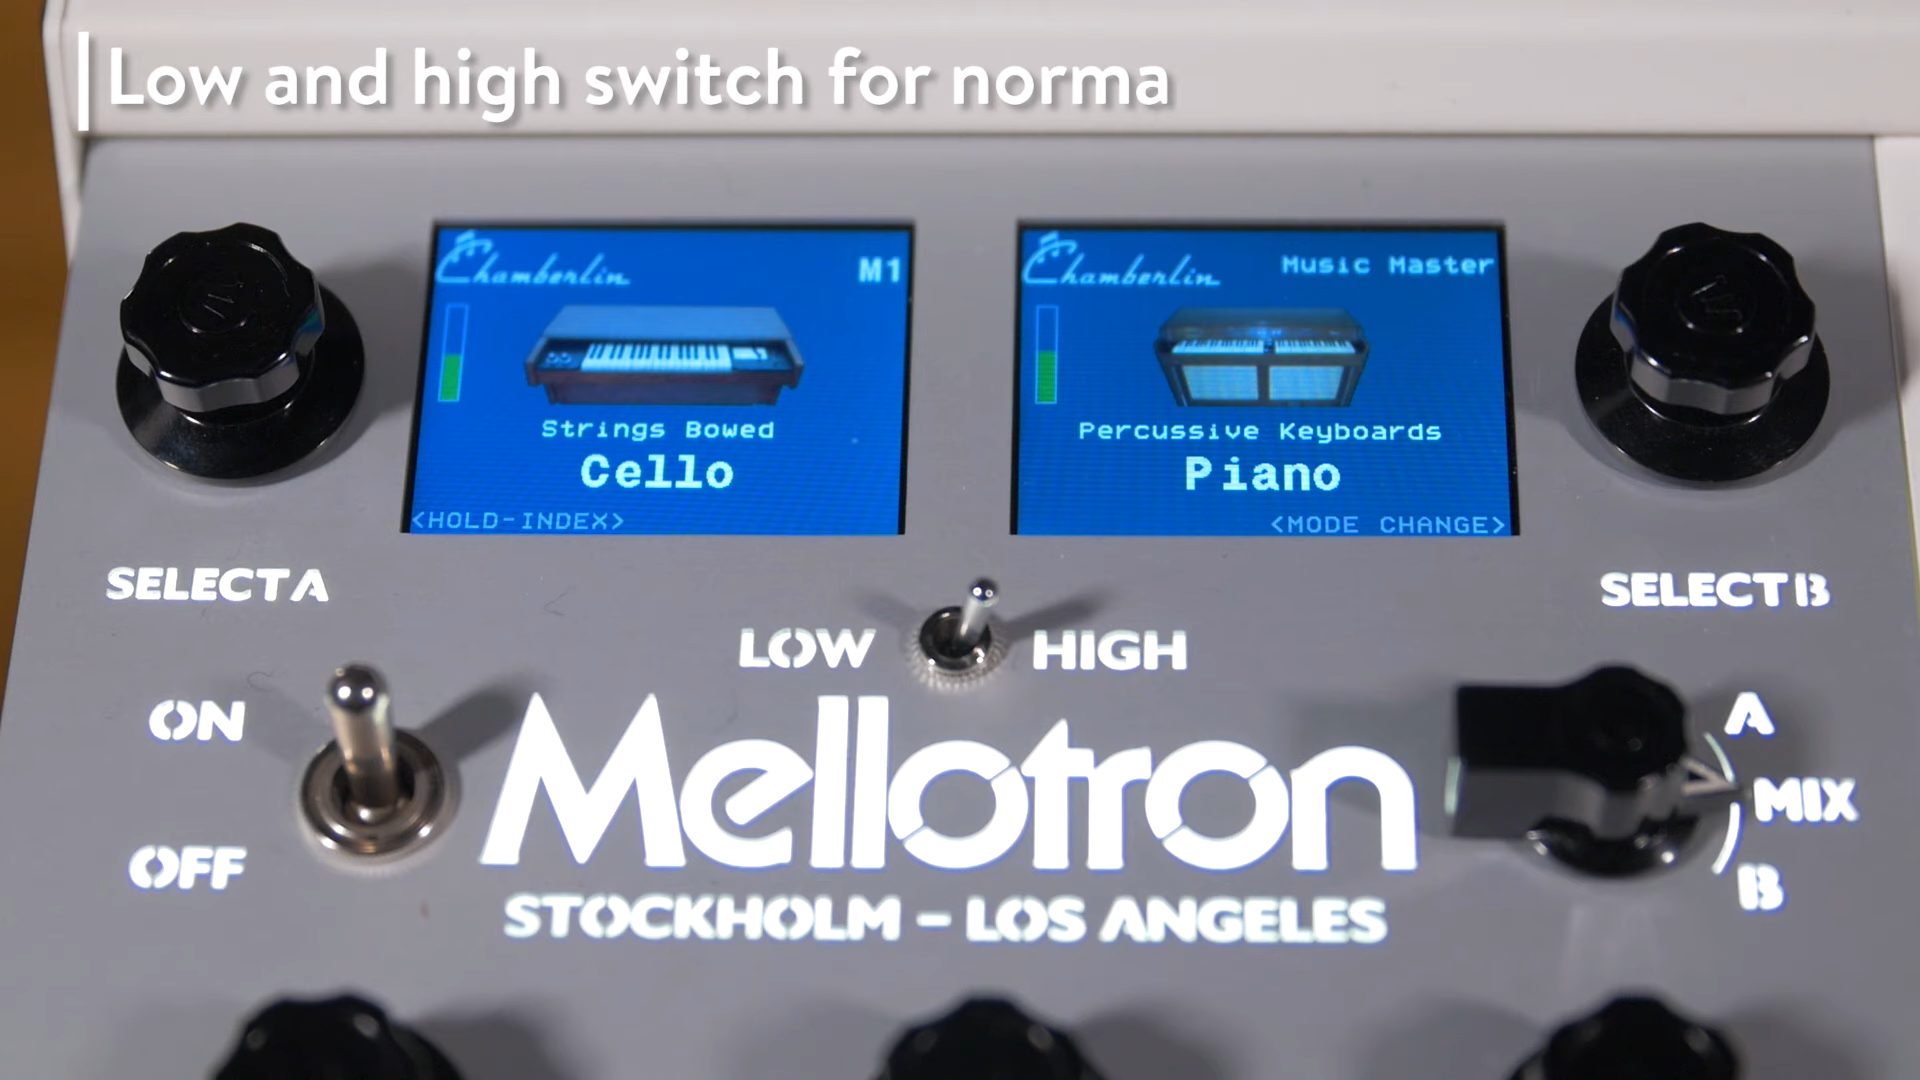 Low and high switch for norma
Chamberlin
M1
Strings Bowed
Cello
<HOLD-INDEX>
Chamberlin
Music Master
Percussive Keyboards
Piano
<MODE CHANGE>
SELECT A
SELECT B
LOW
HIGH
ON
OFF
Mellotron
STOCKHOLM – LOS ANGELES
A
MIX
B